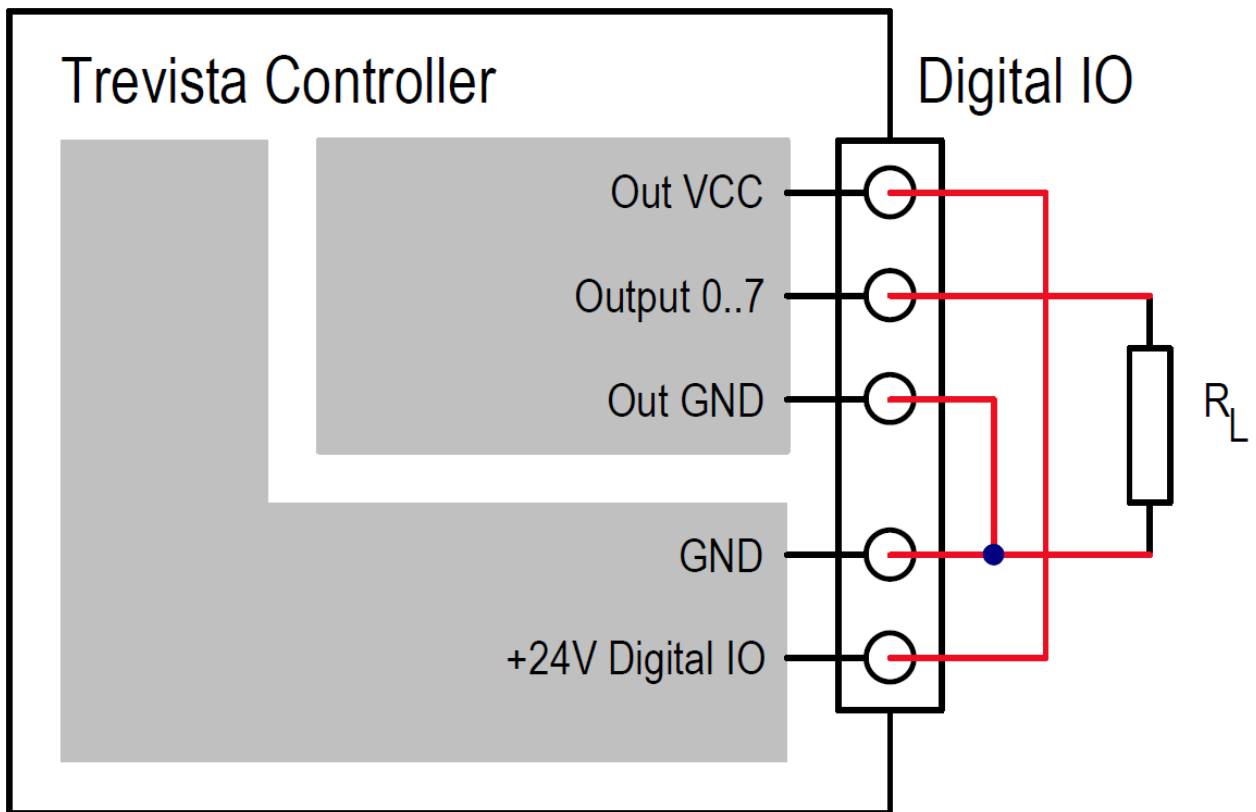 Trevista Controller
Digital IO
Out VCC
Output 0..7
Out GND
RL
GND
+24V Digital IO